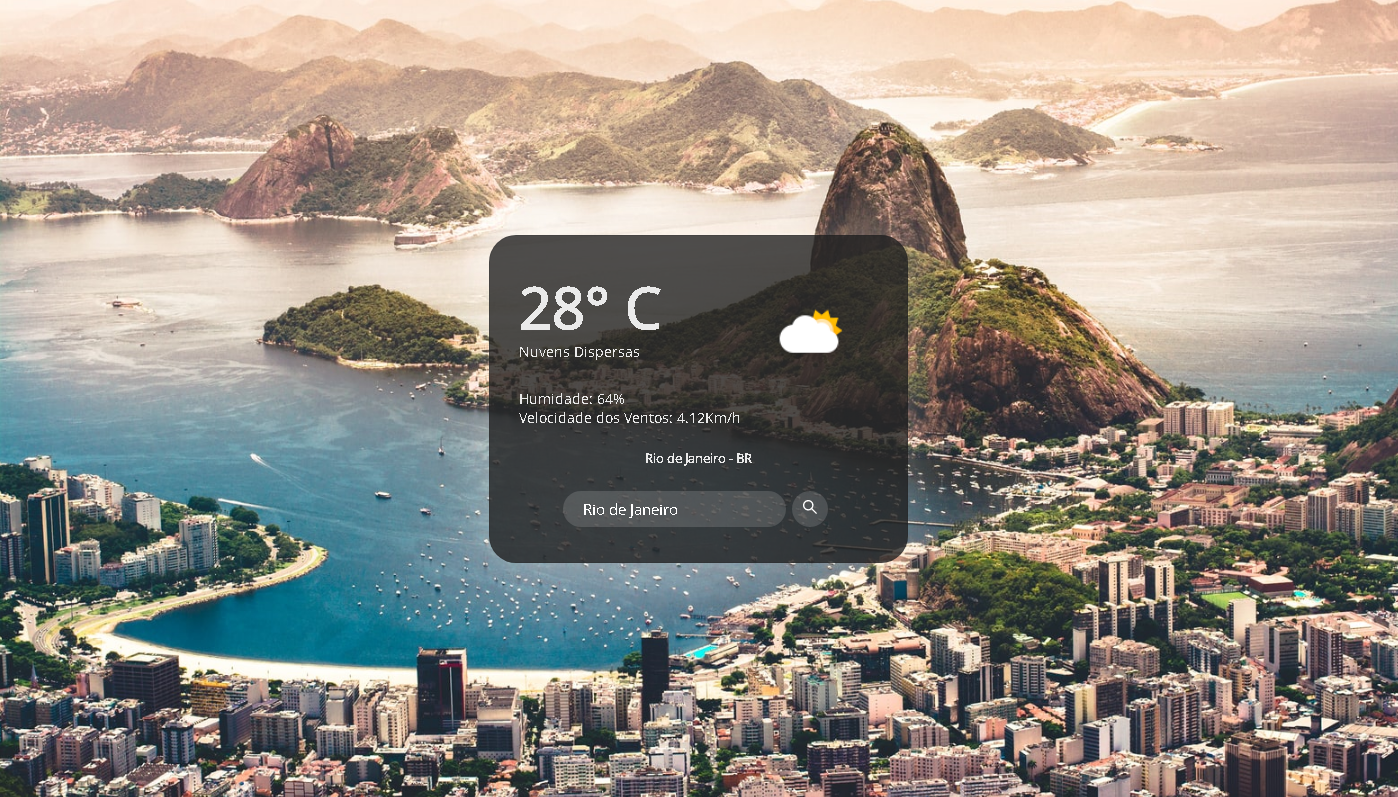 28° C
Nuvens Dispersas
Humidade: 64%
Velocidade dos Ventos: 4.12Km/h
Rio de Janeiro - BR
Rio de Janeiro